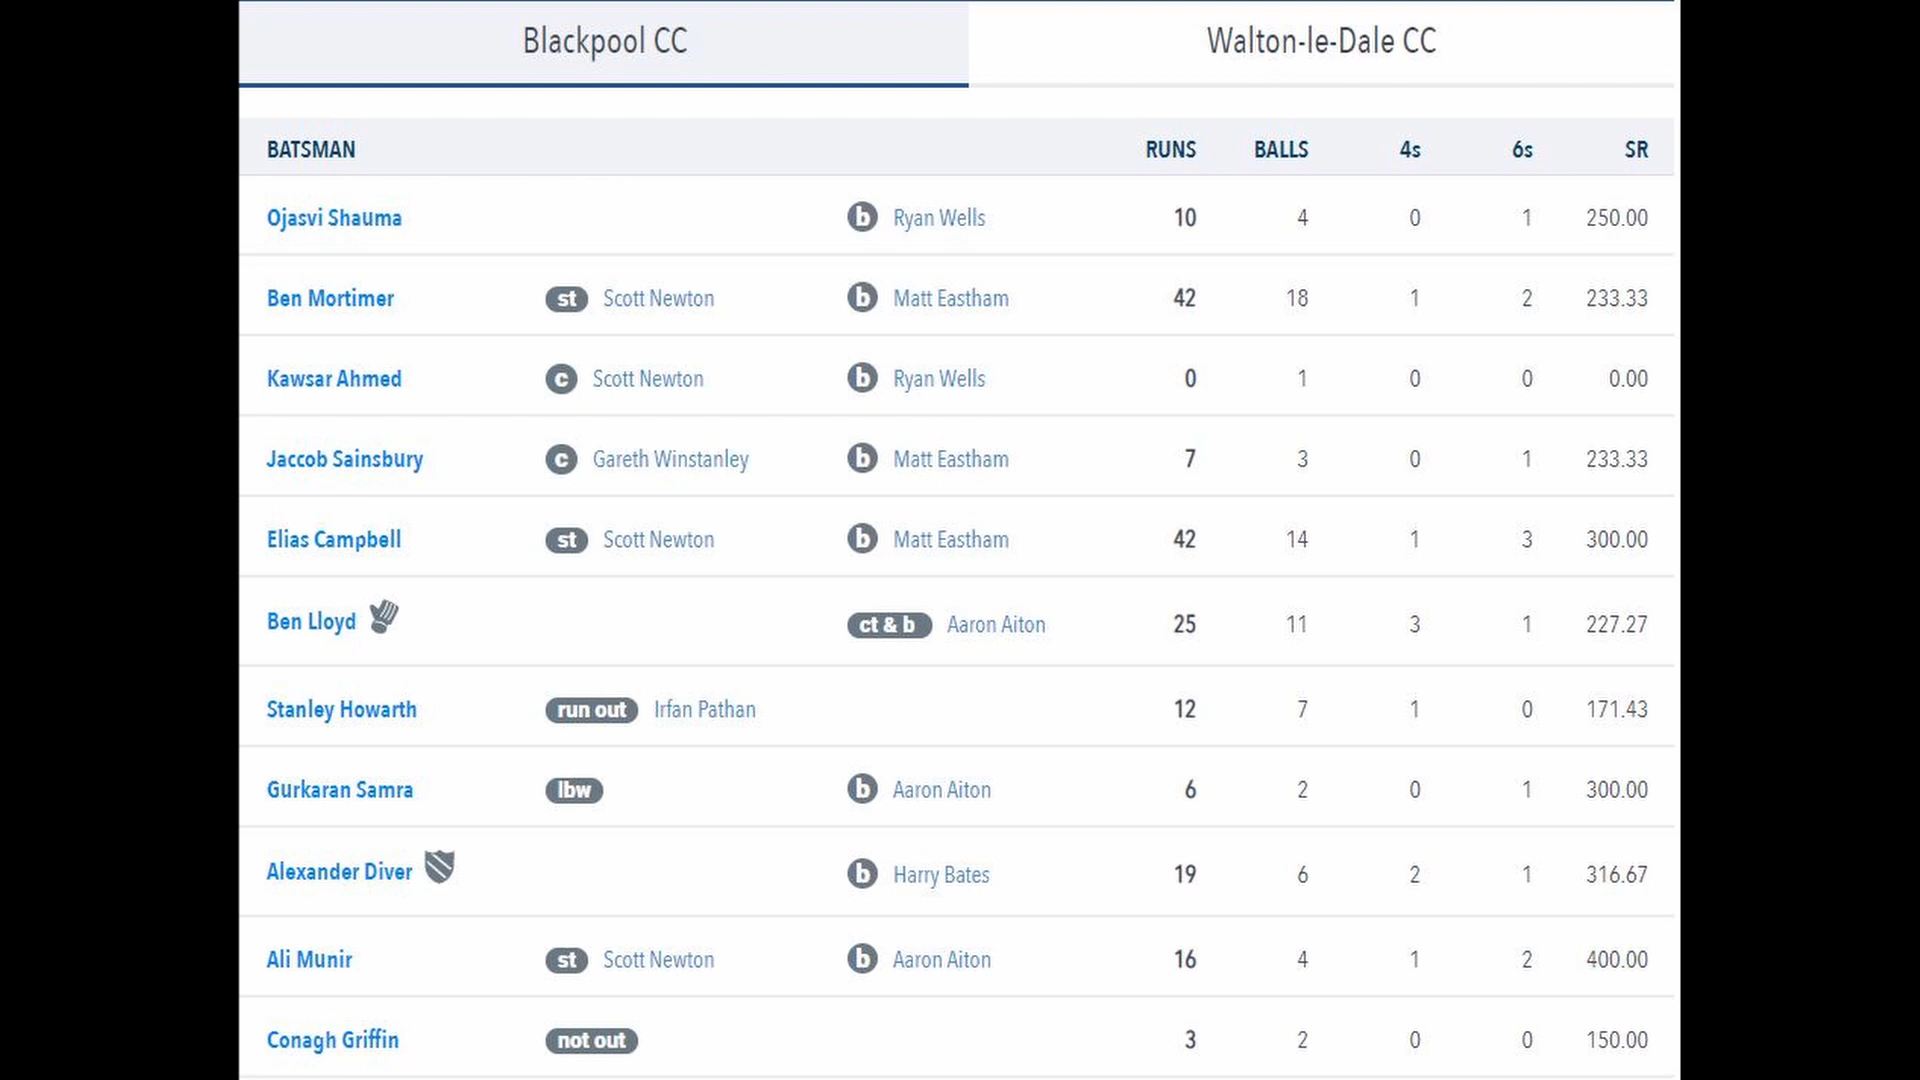 Blackpool CC Walton-le-Dale CC
BATSMAN RUNS BALLS 4s 6s SR
Ojasvi Shauma b Ryan Wells 10 4 0 1 250.00
Ben Mortimer st Scott Newton b Matt Eastham 42 18 1 2 233.33
Kawsar Ahmed c Scott Newton b Ryan Wells 0 1 0 0 0.00
Jaccob Sainsbury c Gareth Winstanley b Matt Eastham 7 3 0 1 233.33
Elias Campbell st Scott Newton b Matt Eastham 42 14 1 3 300.00
Ben Lloyd ct & b Aaron Aiton 25 11 3 1 227.27
Stanley Howarth run out Irfan Pathan 12 7 1 0 171.43
Gurkaran Samra lbw b Aaron Aiton 6 2 0 1 300.00
Alexander Diver b Harry Bates 19 6 2 1 316.67
Ali Munir st Scott Newton b Aaron Aiton 16 4 1 2 400.00
Conagh Griffin not out 3 2 0 0 150.00